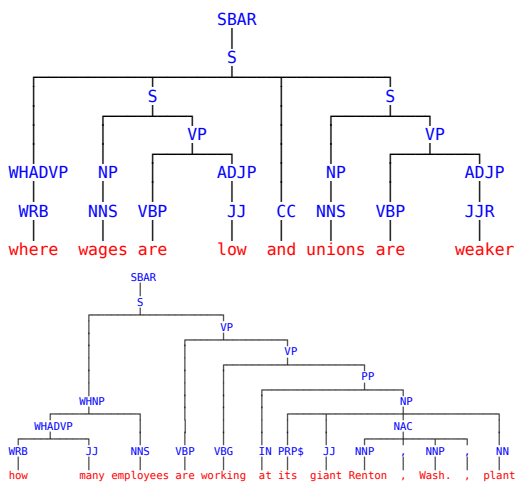 SBAR
S
S S
VP VP
WHADVP NP ADJP NP ADJP
WRB NNS VBP JJ CC NNS VBP JJR
where wages are low and unions are weaker
SBAR
S
VP
VP
PP
WHNP NP
WHADVP NAC
WRB JJ NNS VBP VBG IN PRP$ JJ NNP , NNP , NN
how many employees are working at its giant Renton , Wash. , plant